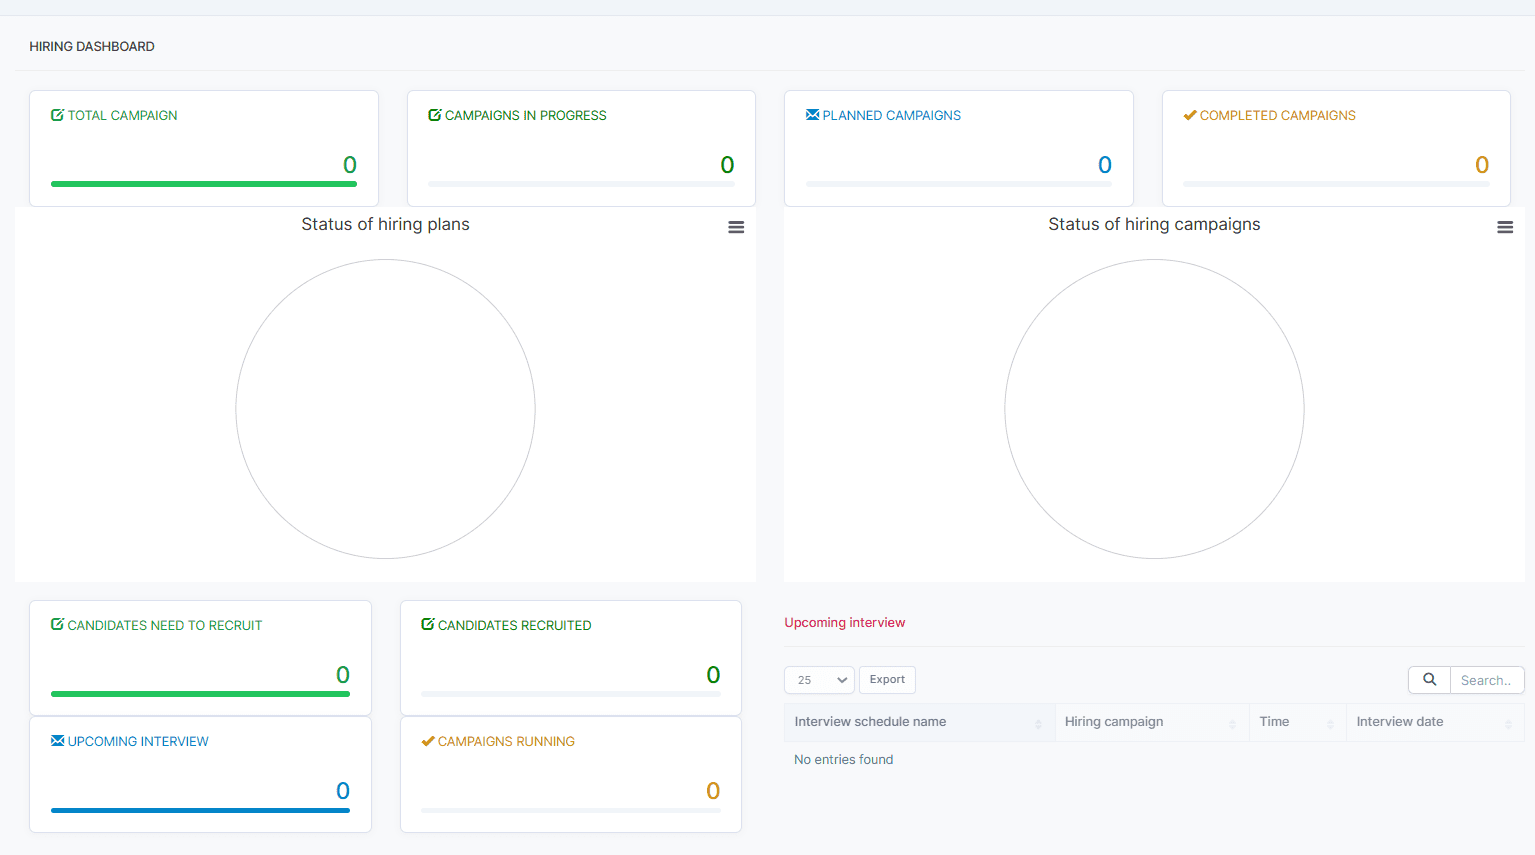 HIRING DASHBOARD
TOTAL CAMPAIGN
0
CAMPAIGNS IN PROGRESS
0
PLANNED CAMPAIGNS
0
COMPLETED CAMPAIGNS
0
Status of hiring plans
Status of hiring campaigns
CANDIDATES NEED TO RECRUIT
0
CANDIDATES RECRUITED
0
UPCOMING INTERVIEW
0
CAMPAIGNS RUNNING
0
Upcoming interview
25 Export Search..
Interview schedule name Hiring campaign Time Interview date
No entries found